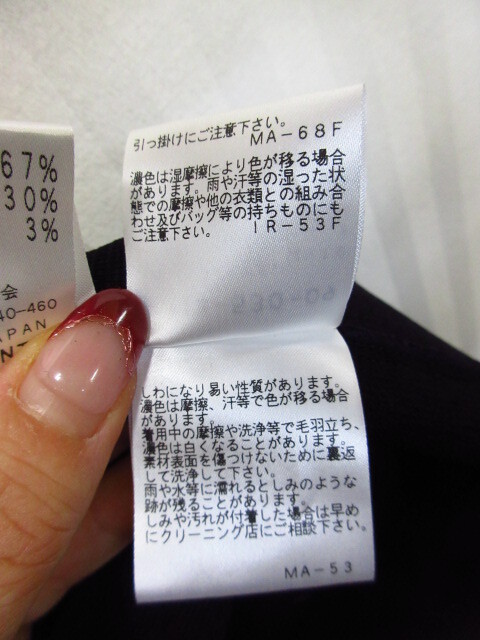 67%
30%
3%
会
40-460
APAN
NT
引っ掛けにご注意下さい。
MA-68F
濃色は湿摩擦により色が移る場合
があります。雨や汗等の湿った状
態での摩擦や他の衣類との組み合
わせ及びバッグ等の持ちものにも
ご注意下さい。
IR-53F
しわになり易い性質があります。
濃色は摩擦、汗等で色が移る場合
があります。
着用中の摩擦や洗浄等で毛羽立ち、
濃色は白くなることがあります。
素材表面を傷つけないために裏返
して洗浄して下さい。
雨や水等に濡れるとしみのような
跡が残ることがあります。
しみや汚れが付着した場合は早め
にクリーニング店にご相談下さい。
MA-53